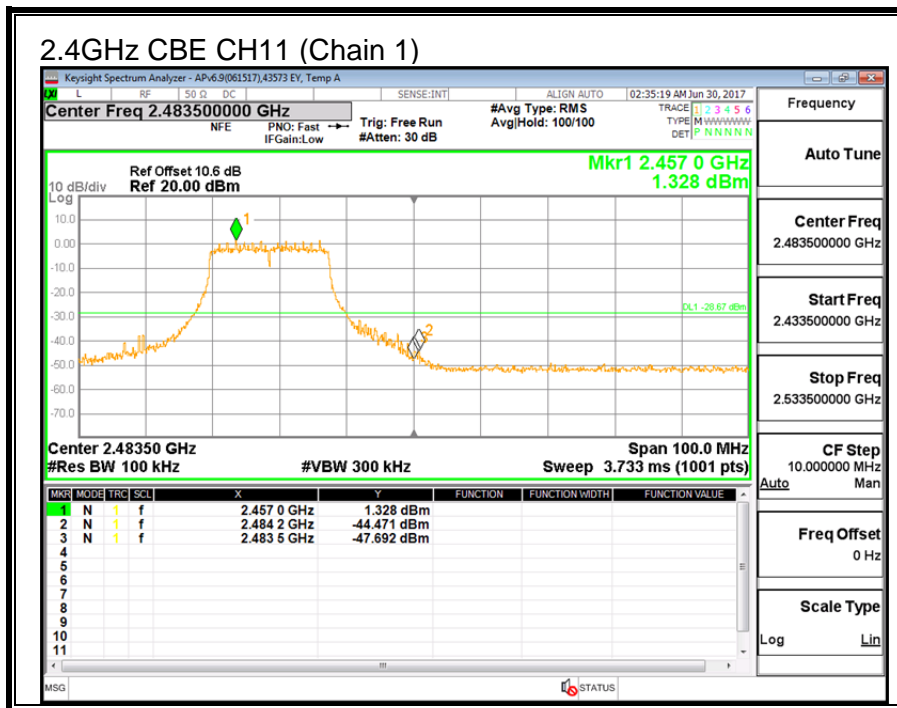 2.4GHz CBE CH11 (Chain 1)
Keysight Spectrum Analyzer - APv6.9(061517),43573 EY, Temp A
LXI L RF 50 Ω DC SENSE:INT ALIGN AUTO 02:35:19 AM Jun 30, 2017
Center Freq 2.483500000 GHz
NFE
PNO: Fast
IFGain:Low
Trig: Free Run
#Atten: 30 dB
#Avg Type: RMS
Avg|Hold: 100/100
TRACE 1 2 3 4 5 6
TYPE M WWWWW
DET P N N N N N
Mkr1 2.457 0 GHz
1.328 dBm
Ref Offset 10.6 dB
10 dB/div Ref 20.00 dBm
Log
10.0
0.00
-10.0
-20.0
-30.0
-40.0
-50.0
-60.0
-70.0
1
DL1 -28.67 dBm
2
Center 2.48350 GHz Span 100.0 MHz
#Res BW 100 kHz #VBW 300 kHz Sweep 3.733 ms (1001 pts)
MKR MODE TRC SCL X Y FUNCTION FUNCTION WIDTH FUNCTION VALUE
1 N 1 f 2.457 0 GHz 1.328 dBm
2 N 1 f 2.484 2 GHz -44.471 dBm
3 N 1 f 2.483 5 GHz -47.692 dBm
4
5
6
7
8
9
10
11
MSG STATUS
Frequency
Auto Tune
Center Freq
2.483500000 GHz
Start Freq
2.433500000 GHz
Stop Freq
2.533500000 GHz
CF Step
10.000000 MHz
Auto Man
Freq Offset
0 Hz
Scale Type
Log Lin